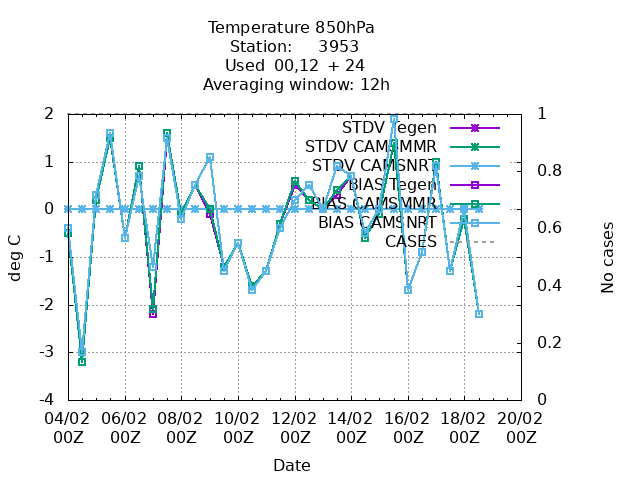 Temperature 850hPa
Station: 3953
Used 00,12 + 24
Averaging window: 12h
2
1
0
-1
-2
-3
-4
deg C
1
0.8
0.6
0.4
0.2
0
No cases
STDV Tegen
STDV CAMSMMR
STDV CAMSNRT
BIAS Tegen
BIAS CAMSMMR
BIAS CAMSNRT
CASES
04/02 06/02 08/02 10/02 12/02 14/02 16/02 18/02 20/02
00Z 00Z 00Z 00Z 00Z 00Z 00Z 00Z 00Z
Date